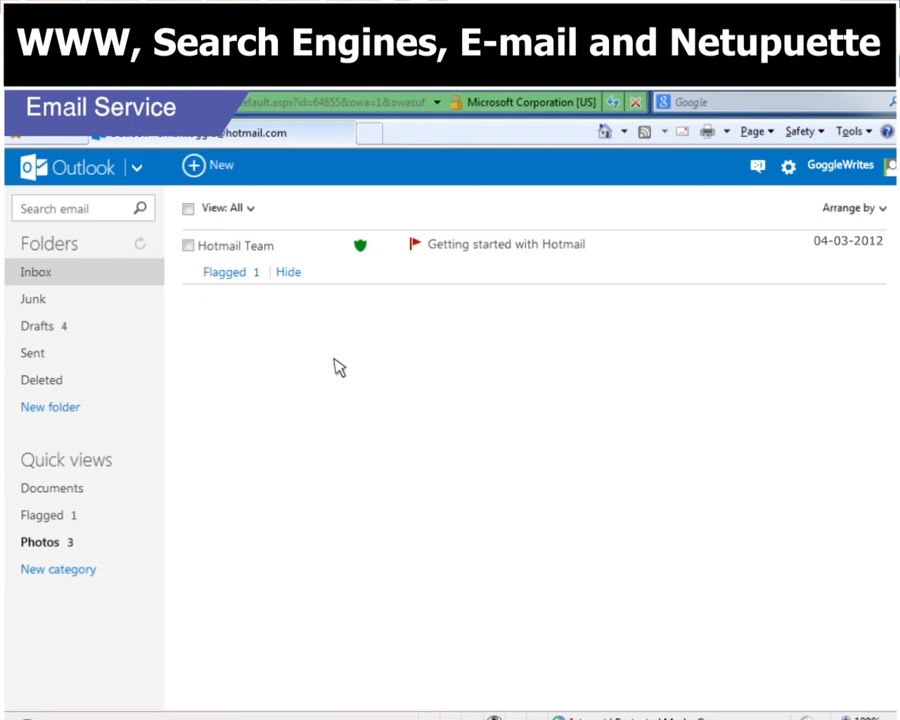 WWW, Search Engines, E-mail and Netupuette
Email Service
efault.aspx?id=64855&owa=1&owasuf
Microsoft Corporation [US]
Google
@hotmail.com
Page
Safety
Tools
Outlook
New
GoggleWrites
Search email
View: All
Arrange by
Folders
Hotmail Team
Getting started with Hotmail
04-03-2012
Inbox
Flagged 1 | Hide
Junk
Drafts 4
Sent
Deleted
New folder
Quick views
Documents
Flagged 1
Photos 3
New category